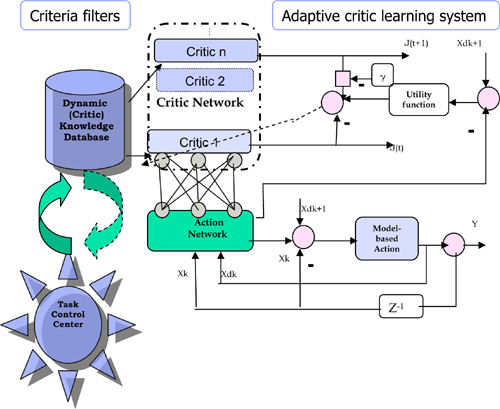 Criteria filters
Adaptive critic learning system
Critic n
J(t+1)
Xdk+1
Critic 2
γ
Utility
function
Dynamic
(Critic)
Knowledge
Database
Critic Network
-
-
-
Critic 1
J(t)
-
Xdk+1
Action
Network
Model-
based
Action
Y
Xk
Xdk
Xk
-
Z-1
Task
Control
Center